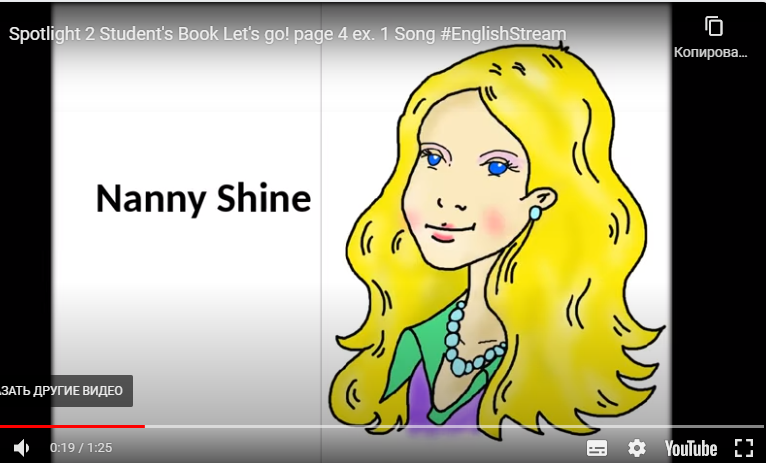 Spotlight 2 Student's Book Let's go! page 4 ex. 1 Song #EnglishStream
Копирова...
Nanny Shine
ДРУГИЕ ВИДЕО
0:19 / 1:25
YouTube